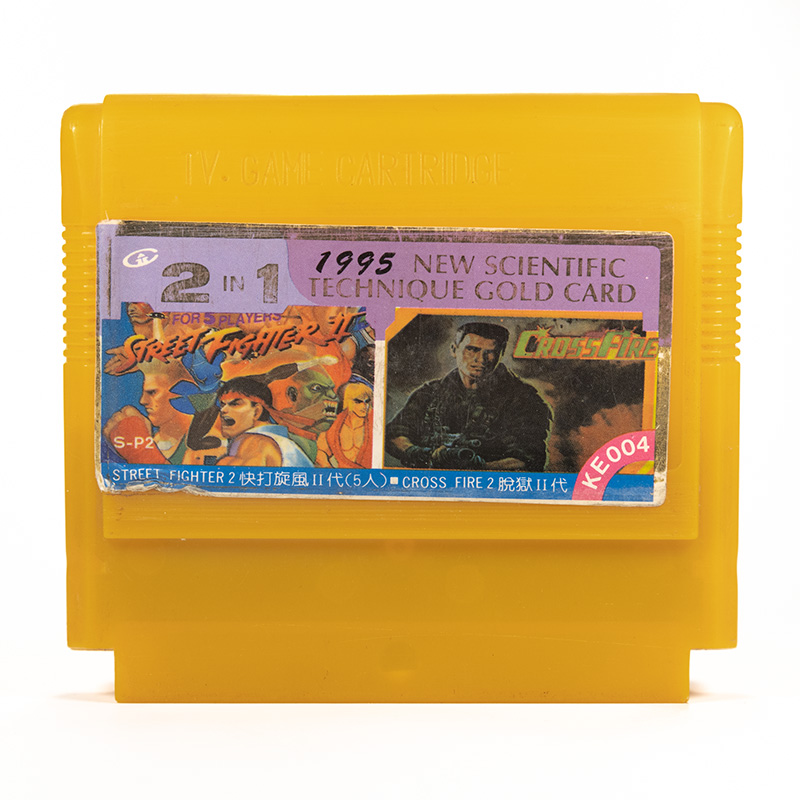 TV. GAME CARTRIDGE
2 IN 1
FOR 5 PLAYERS
1995 NEW SCIENTIFIC
TECHNIQUE GOLD CARD
STREET FIGHTER II
CROSS FIRE
S-P2
KE004
STREET FIGHTER 2 快打旋風II代(5人)■CROSS FIRE 2 脫獄II代